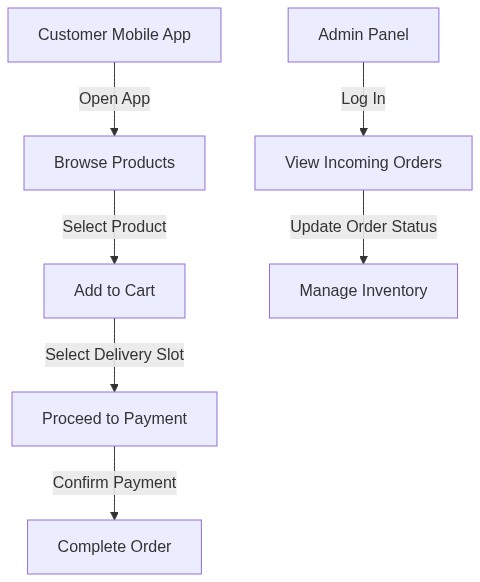 Customer Mobile App
Open App
Browse Products
Select Product
Add to Cart
Select Delivery Slot
Proceed to Payment
Confirm Payment
Complete Order
Admin Panel
Log In
View Incoming Orders
Update Order Status
Manage Inventory